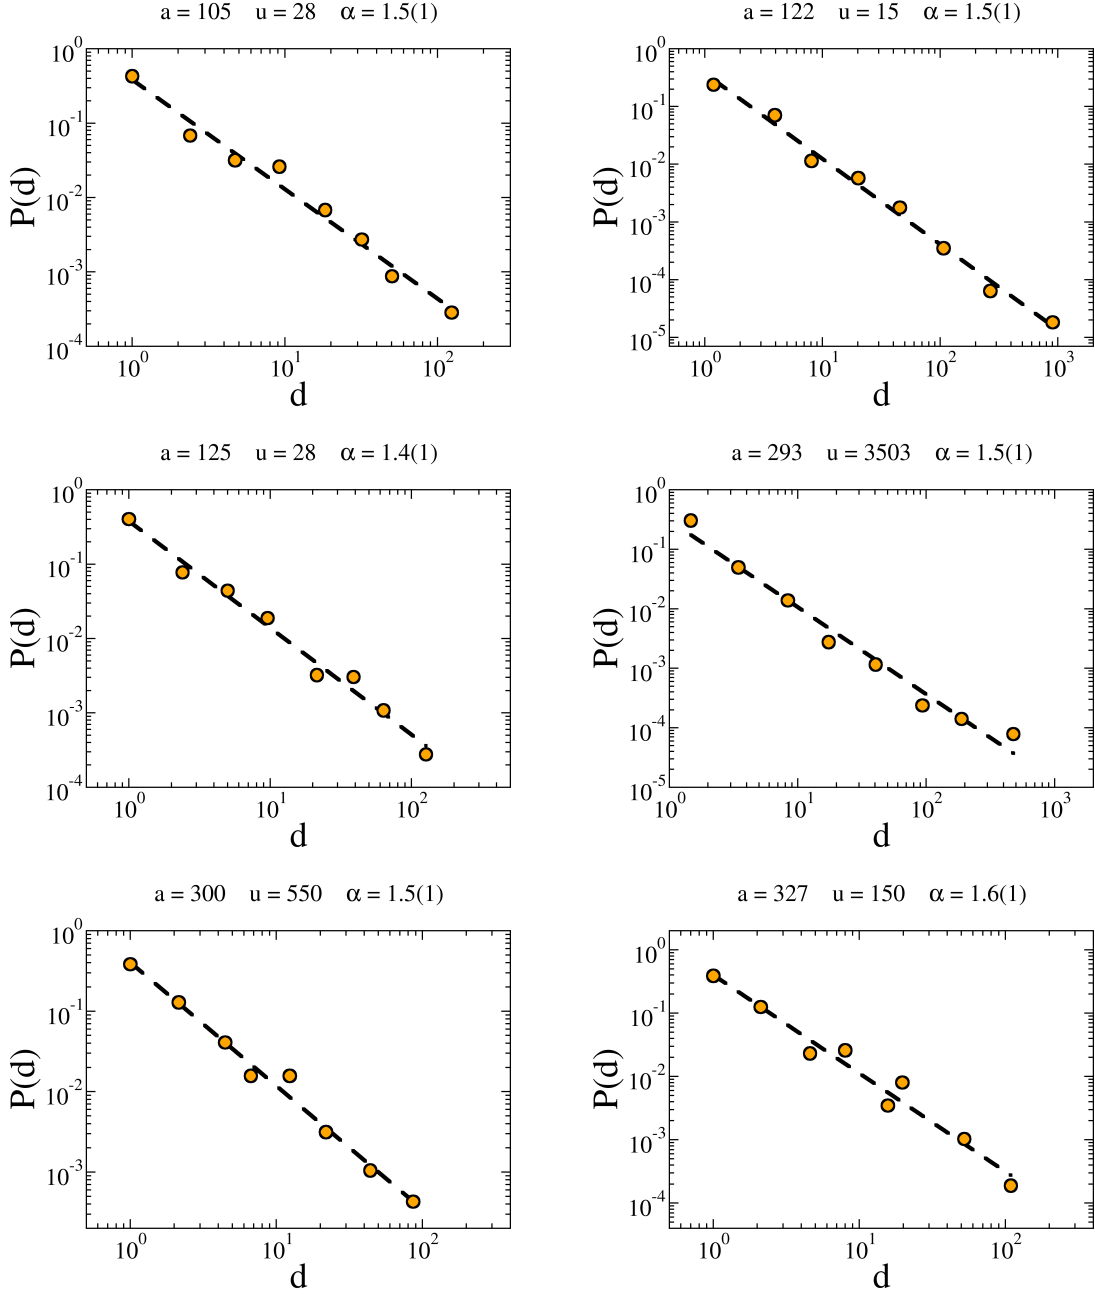 a = 105 u = 28 α = 1.5(1)
10^0
10^-1
10^-2
10^-3
10^-4
P(d)
10^0 10^1 10^2
d
a = 122 u = 15 α = 1.5(1)
10^0
10^-1
10^-2
10^-3
10^-4
10^-5
P(d)
10^0 10^1 10^2 10^3
d
a = 125 u = 28 α = 1.4(1)
10^0
10^-1
10^-2
10^-3
10^-4
P(d)
10^0 10^1 10^2
d
a = 293 u = 3503 α = 1.5(1)
10^0
10^-1
10^-2
10^-3
10^-4
10^-5
P(d)
10^0 10^1 10^2 10^3
d
a = 300 u = 550 α = 1.5(1)
10^0
10^-1
10^-2
10^-3
P(d)
10^0 10^1 10^2
d
a = 327 u = 150 α = 1.6(1)
10^0
10^-1
10^-2
10^-3
10^-4
P(d)
10^0 10^1 10^2
d